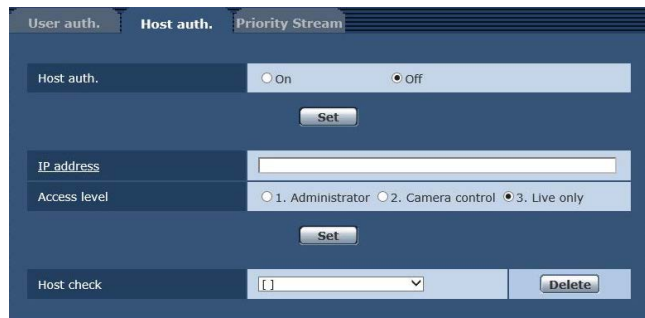 User auth. Host auth. Priority Stream
Host auth. On Off
Set
IP address
Access level 1. Administrator 2. Camera control 3. Live only
Set
Host check [ ] Delete